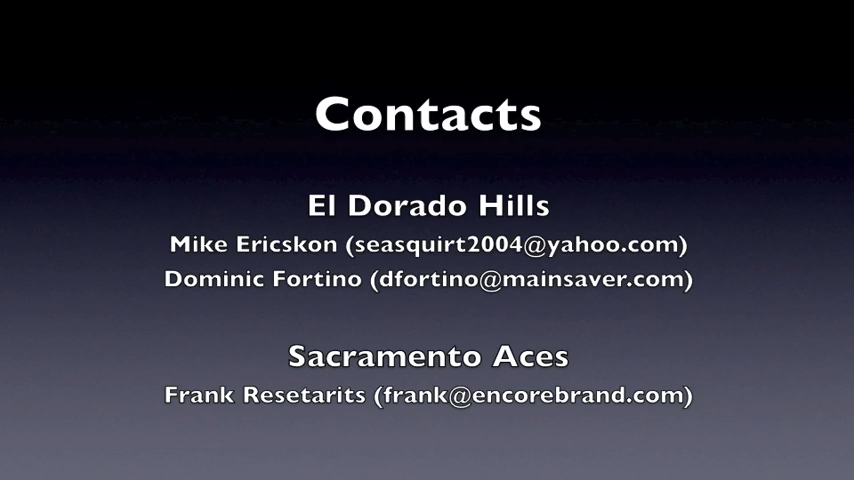 Contacts
El Dorado Hills
Mike Ericskon (seasquirt2004@yahoo.com)
Dominic Fortino (dfortino@mainsaver.com)
Sacramento Aces
Frank Resetarits (frank@encorebrand.com)